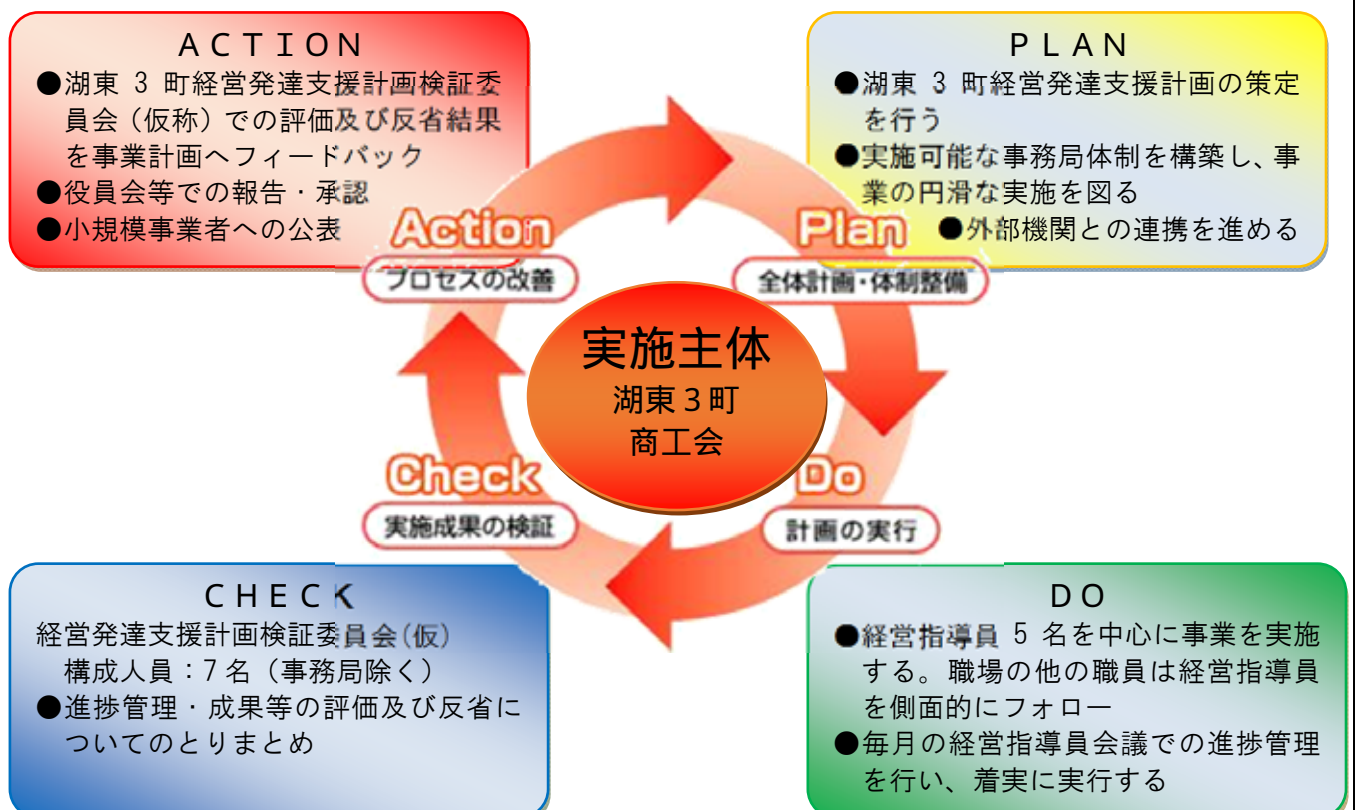 ＡＣＴＩＯＮ
●湖東 3 町経営発達支援計画検証委
員会（仮称）での評価及び反省結果
を事業計画へフィードバック
●役員会等での報告・承認
●小規模事業者への公表
ＰＬＡＮ
●湖東 3 町経営発達支援計画の策定
を行う
●実施可能な事務局体制を構築し、事
業の円滑な実施を図る
●外部機関との連携を進める
Action
プロセスの改善
Plan
全体計画・体制整備
実施主体
湖東３町
商工会
Check
実施成果の検証
Do
計画の実行
ＣＨＥＣＫ
経営発達支援計画検証委員会(仮)
構成人員：7 名（事務局除く）
●進捗管理・成果等の評価及び反省に
ついてのとりまとめ
ＤＯ
●経営指導員 5 名を中心に事業を実施
する。職場の他の職員は経営指導員
を側面的にフォロー
●毎月の経営指導員会議での進捗管理
を行い、着実に実行する